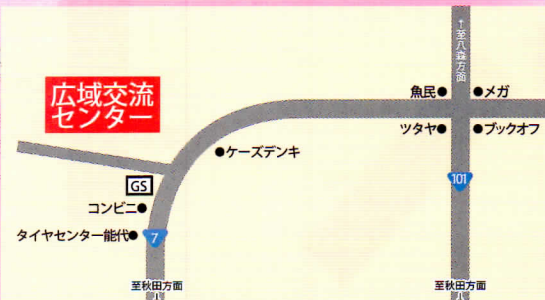 ↑至八森方面
魚民●
●メガ
広域交流
センター
ツタヤ●
●ブックオフ
●ケーズデンキ
101
GS
コンビニ●
タイヤセンター能代●
7
至秋田方面↓
至秋田方面↓